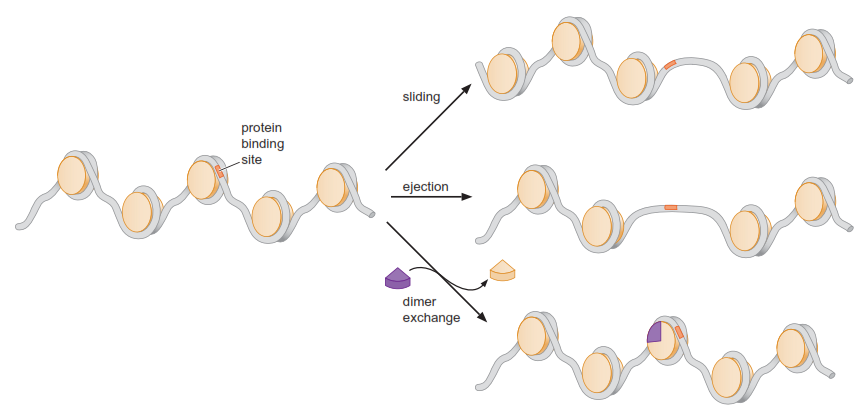 sliding
protein
binding
site
ejection
dimer
exchange